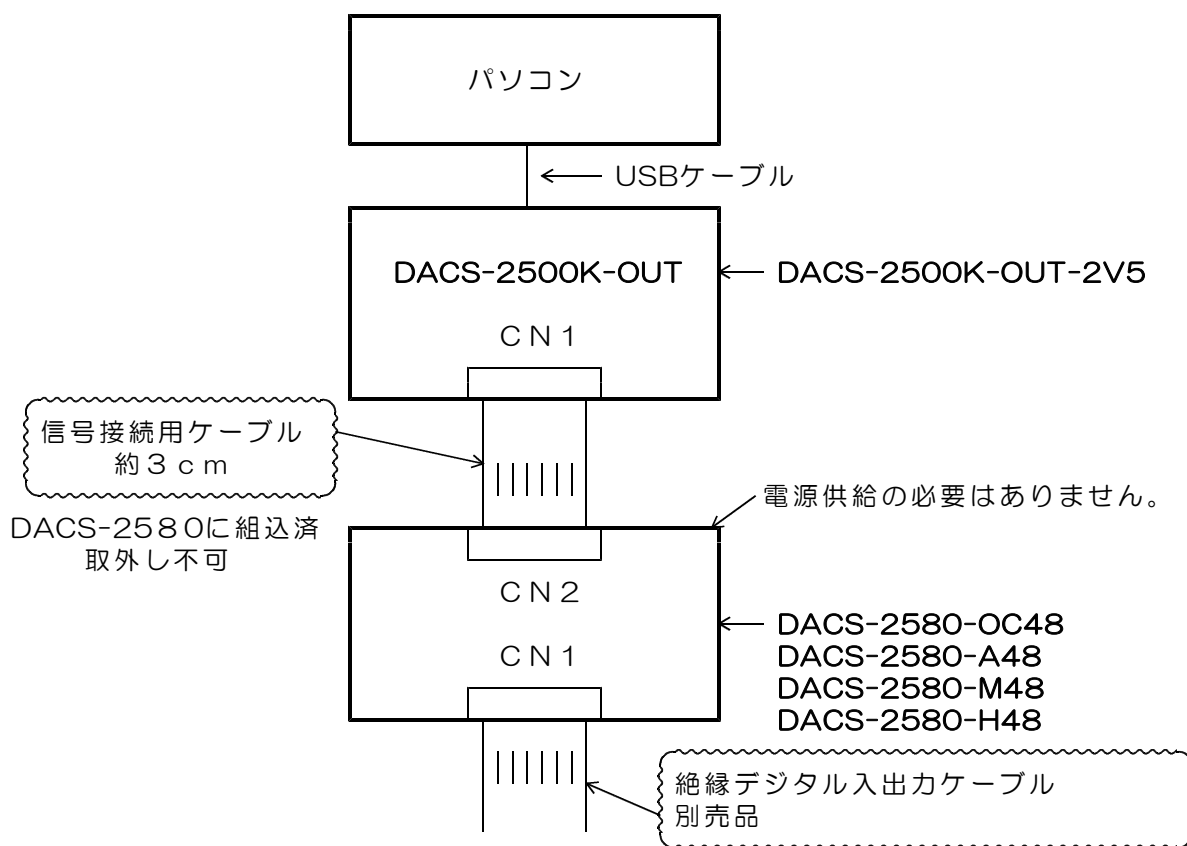 パソコン
USBケーブル
DACS-2500K-OUT
DACS-2500K-OUT-2V5
ＣＮ１
信号接続用ケーブル
約３ｃｍ
DACS-2５８０に組込済
取外し不可
電源供給の必要はありません。
ＣＮ２
ＣＮ１
DACS-2580-OC48
DACS-2580-A48
DACS-2580-M48
DACS-2580-H48
絶縁デジタル入出力ケーブル
別売品